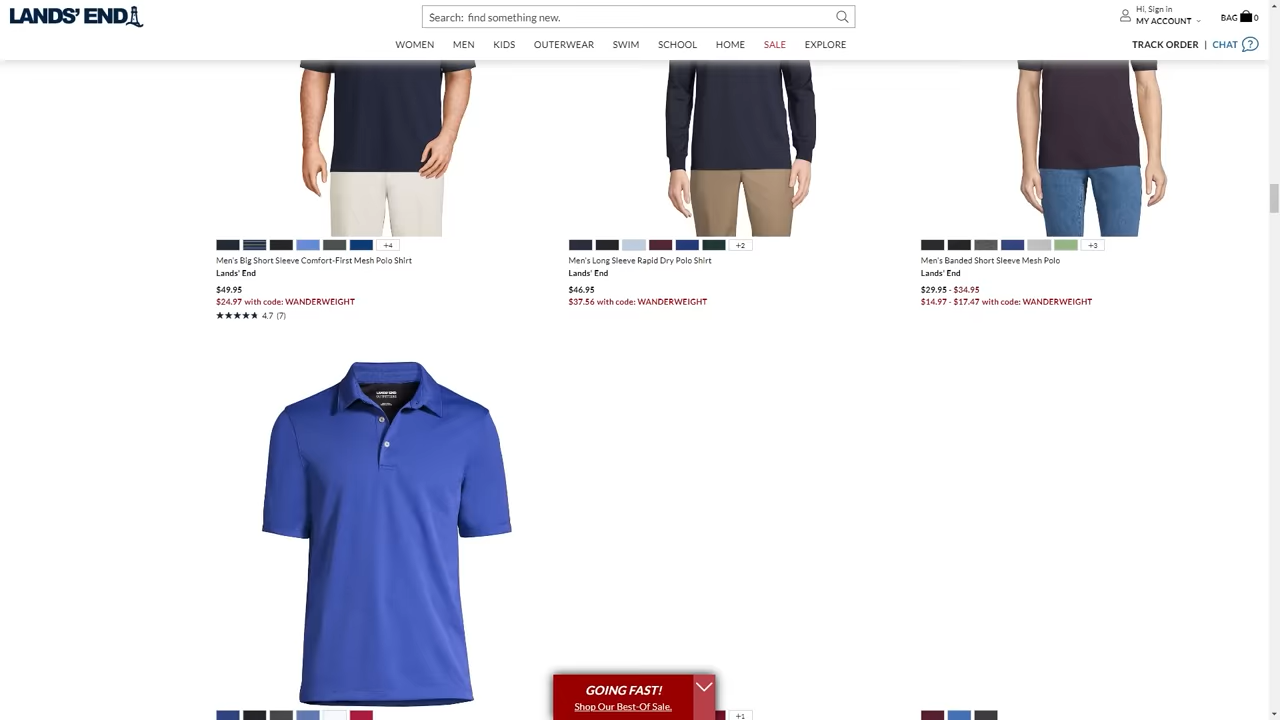 LANDS' END
Search: find something new.
Hi, Sign in
MY ACCOUNT
BAG 0
WOMEN MEN KIDS OUTERWEAR SWIM SCHOOL HOME SALE EXPLORE
TRACK ORDER | CHAT ?
+4
Men's Big Short Sleeve Comfort-First Mesh Polo Shirt
Lands' End
$49.95
$24.97 with code: WANDERWEIGHT
4.7 (7)
+2
Men's Long Sleeve Rapid Dry Polo Shirt
Lands' End
$46.95
$37.56 with code: WANDERWEIGHT
+3
Men's Banded Short Sleeve Mesh Polo
Lands' End
$29.95 - $34.95
$14.97 - $17.47 with code: WANDERWEIGHT
LANDS' END
GOING FAST!
Shop Our Best-Of Sale.
+1